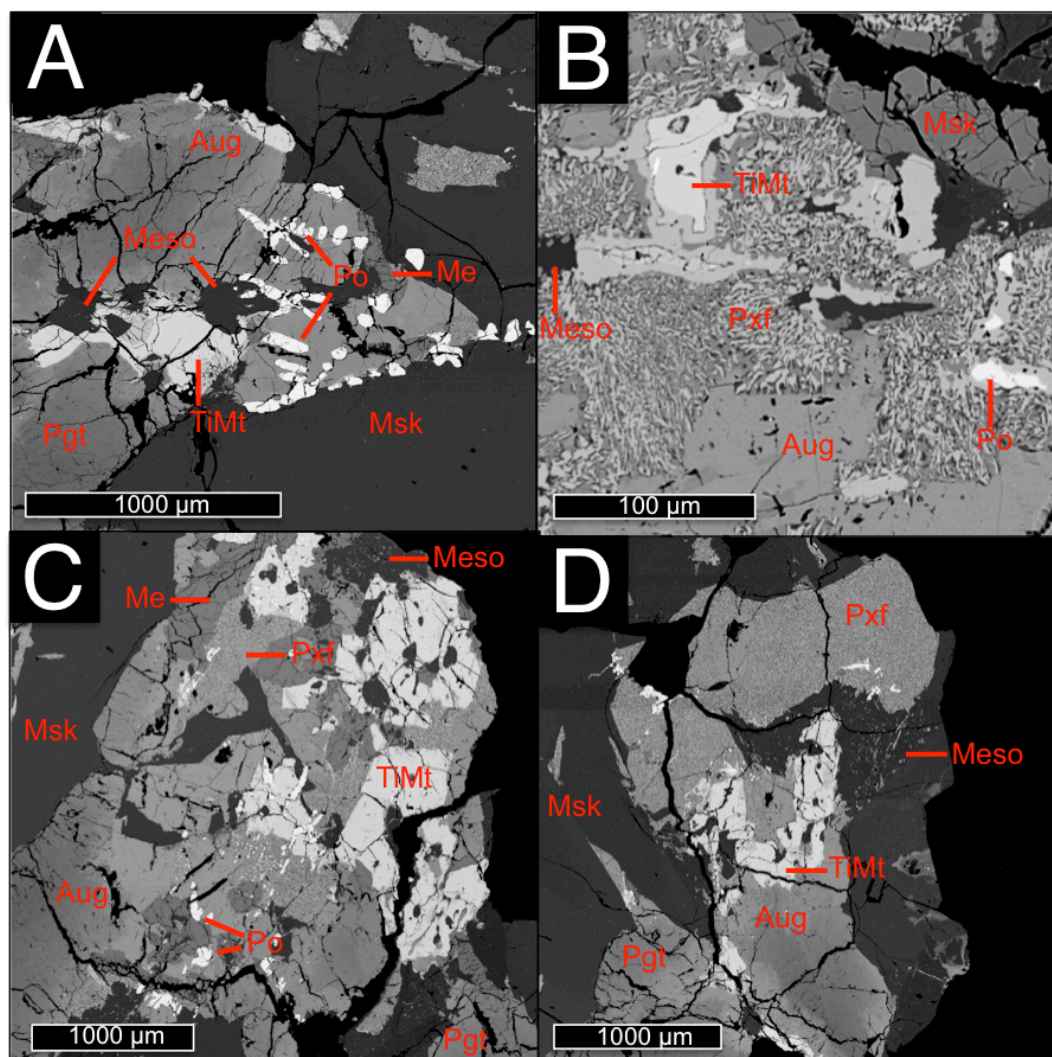 A
Aug
Meso
Po
Me
TiMt
Msk
Pgt
1000 µm
B
Msk
TiMt
Meso
Pxf
Po
Aug
100 µm
C
Meso
Me
Pxf
Msk
TiMt
Aug
Po
1000 µm
Pgt
D
Pxf
Meso
Msk
TiMt
Aug
Pgt
1000 µm